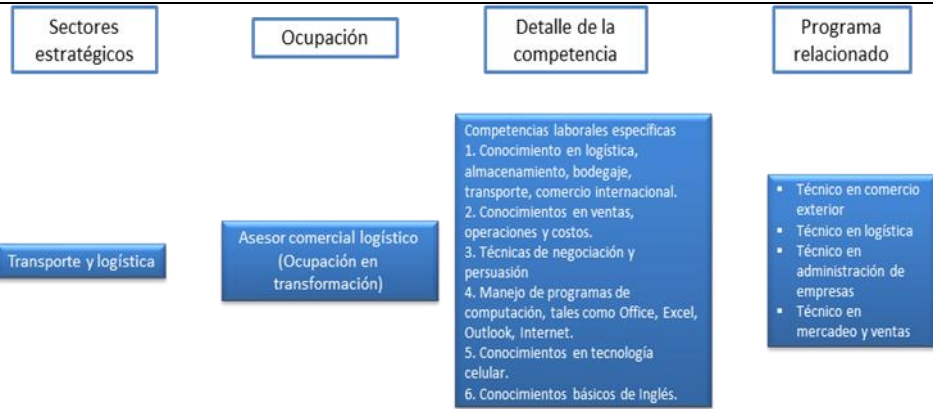 Sectores
estratégicos
Ocupación
Detalle de la
competencia
Programa
relacionado
Transporte y logística
Asesor comercial logístico
(Ocupación en
transformación)
Competencias laborales específicas
1. Conocimiento en logística,
almacenamiento, bodegaje,
transporte, comercio internacional.
2. Conocimientos en ventas,
operaciones y costos.
3. Técnicas de negociación y
persuasión
4. Manejo de programas de
computación, tales como Office, Excel,
Outlook, Internet.
5. Conocimientos en tecnología
celular.
6. Conocimientos básicos de Inglés.
▪ Técnico en comercio
exterior
▪ Técnico en logística
▪ Técnico en
administración de
empresas
▪ Técnico en
mercadeo y ventas